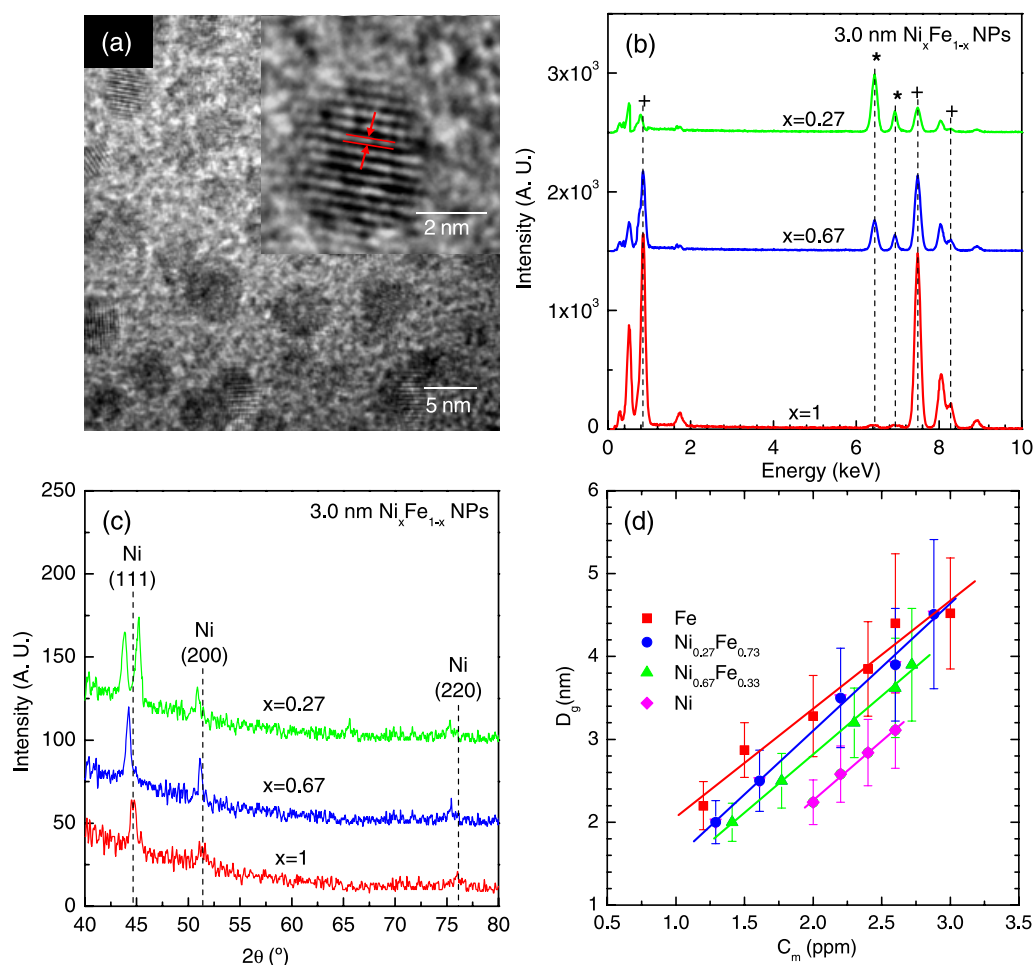 (a)
2 nm
5 nm
(b)
3.0 nm NiₓFe₁₋ₓ NPs
3x10³
2x10³
1x10³
0
Intensity (A. U.)
* * + + +
x=0.27
x=0.67
x=1
0 2 4 6 8 10
Energy (keV)
(c)
3.0 nm NiₓFe₁₋ₓ NPs
250
200
150
100
50
0
Intensity (A. U.)
Ni
(111)
Ni
(200)
Ni
(220)
x=0.27
x=0.67
x=1
40 45 50 55 60 65 70 75 80
2θ (º)
(d)
6
5
4
3
2
1
D_g(nm)
Fe
Ni₀.₂₇Fe₀.₇₃
Ni₀.₆₇Fe₀.₃₃
Ni
0.5 1.0 1.5 2.0 2.5 3.0 3.5
Cₘ (ppm)